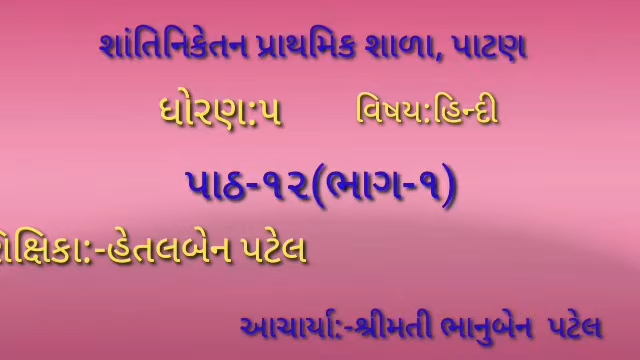 શાંતિનિકેતન પ્રાથમિક શાળા, પાટણ
ધોરણ:૫ વિષય:હિન્દી
પાઠ-૧૨(ભાગ-૧)
શિક્ષિકા:-હેતલબેન પટેલ
આચાર્યા:-શ્રીમતી ભાનુબેન પટેલ